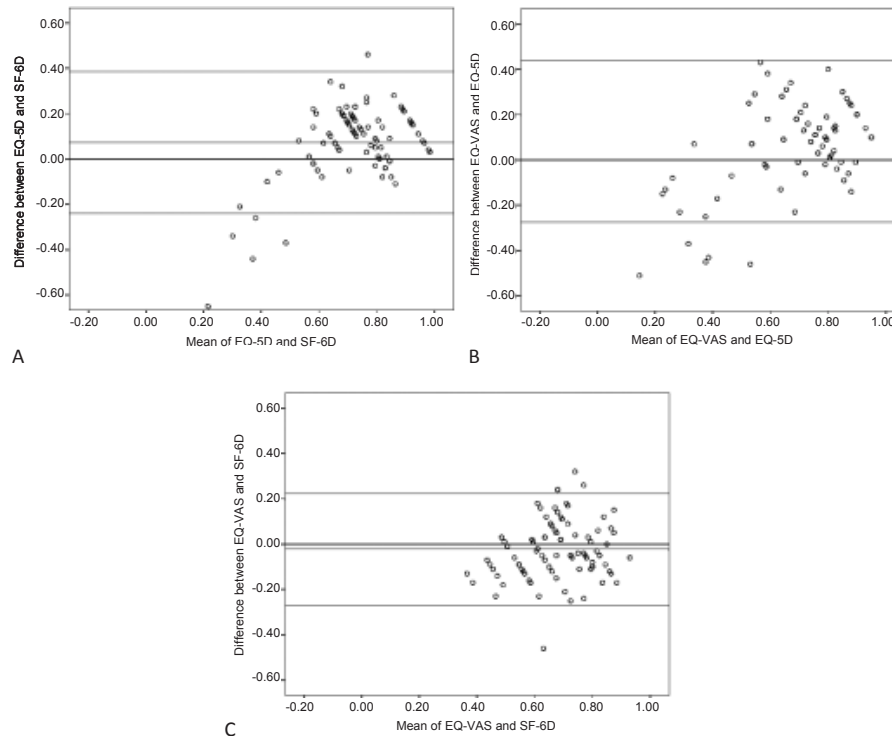 0.60
0.40
0.20
0.00
-0.20
-0.40
-0.60
Difference between EQ-5D and SF-6D
-0.20 0.00 0.20 0.40 0.60 0.80 1.00
Mean of EQ-5D and SF-6D
A
0.60
0.40
0.20
0.00
-0.20
-0.40
-0.60
Difference between EQ-VAS and EQ-5D
-0.20 0.00 0.20 0.40 0.60 0.80 1.00
Mean of EQ-VAS and EQ-5D
B
0.60
0.40
0.20
0.00
-0.20
-0.40
-0.60
Difference between EQ-VAS and SF-6D
-0.20 0.00 0.20 0.40 0.60 0.80 1.00
Mean of EQ-VAS and SF-6D
C